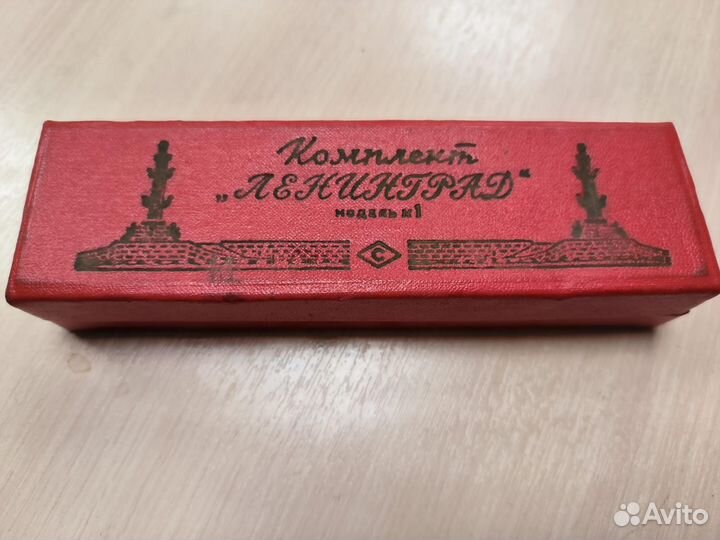 Комплект
„ЛЕНИНГРАД“
модель №1
С
Avito